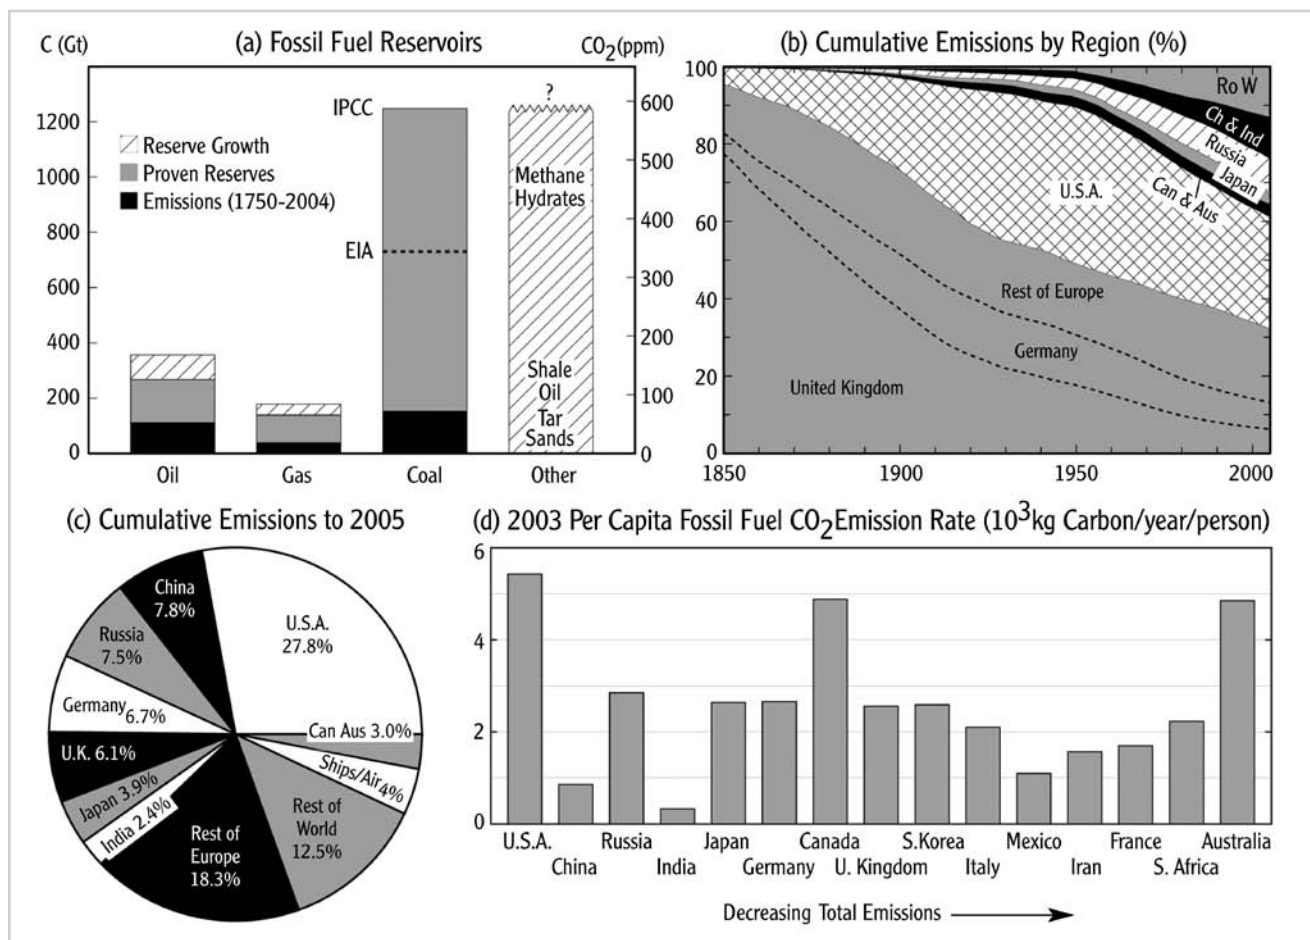 C (Gt)
(a) Fossil Fuel Reservoirs
CO2(ppm)
1200
1000
800
600
400
200
0
600
500
400
300
200
100
0
Reserve Growth
Proven Reserves
Emissions (1750-2004)
IPCC
EIA
?
Methane
Hydrates
Shale
Oil
Tar
Sands
Oil
Gas
Coal
Other
(b) Cumulative Emissions by Region (%)
100
80
60
40
20
0
Ro W
Ch & Ind
Russia
Japan
Can & Aus
U.S.A.
Rest of Europe
Germany
United Kingdom
1850
1900
1950
2000
(c) Cumulative Emissions to 2005
China
7.8%
U.S.A.
27.8%
Russia
7.5%
Germany 6.7%
U.K. 6.1%
Japan 3.9%
India 2.4%
Rest of
Europe
18.3%
Rest of
World
12.5%
Ships/Air 4%
Can Aus 3.0%
(d) 2003 Per Capita Fossil Fuel CO2 Emission Rate (10³kg Carbon/year/person)
6
4
2
0
U.S.A.
China
Russia
India
Japan
Germany
Canada
U. Kingdom
S.Korea
Italy
Mexico
Iran
France
S. Africa
Australia
Decreasing Total Emissions